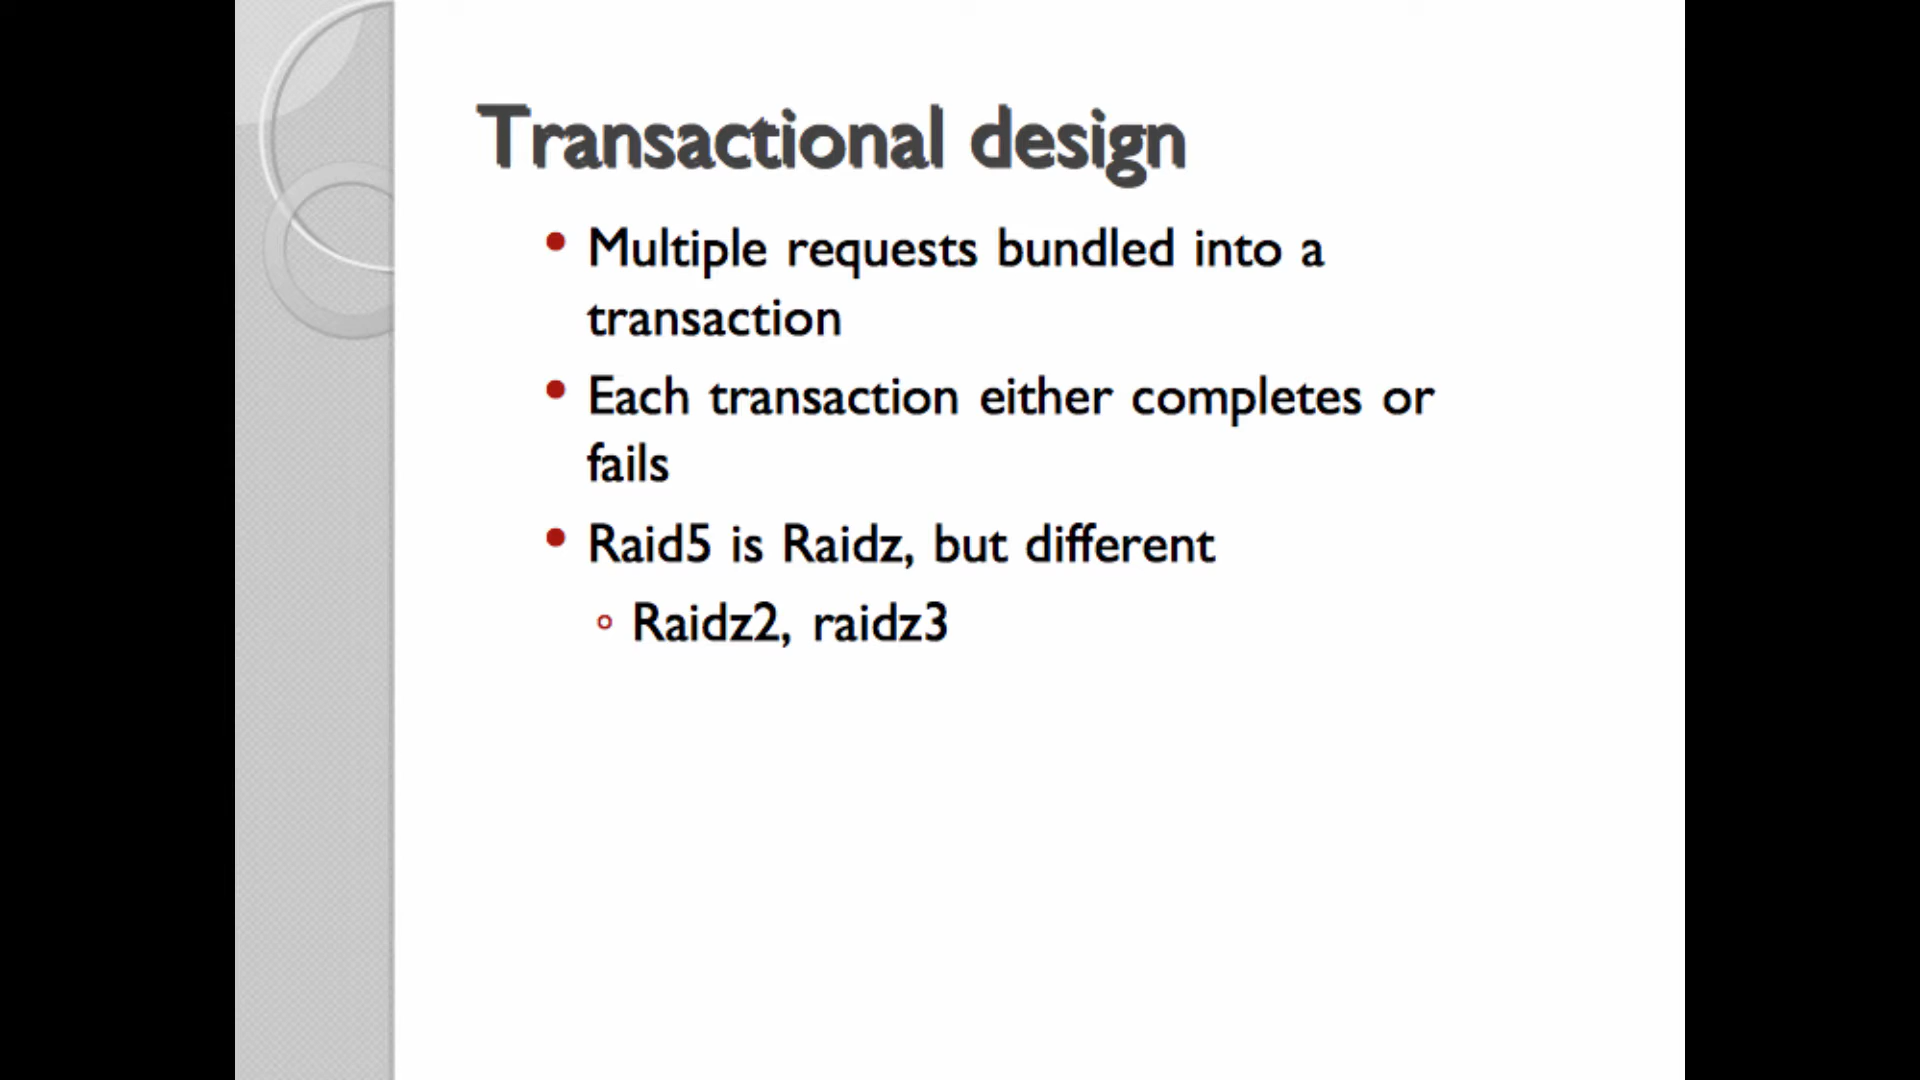 Transactional design
• Multiple requests bundled into a
transaction
• Each transaction either completes or
fails
• Raid5 is Raidz, but different
◦ Raidz2, raidz3